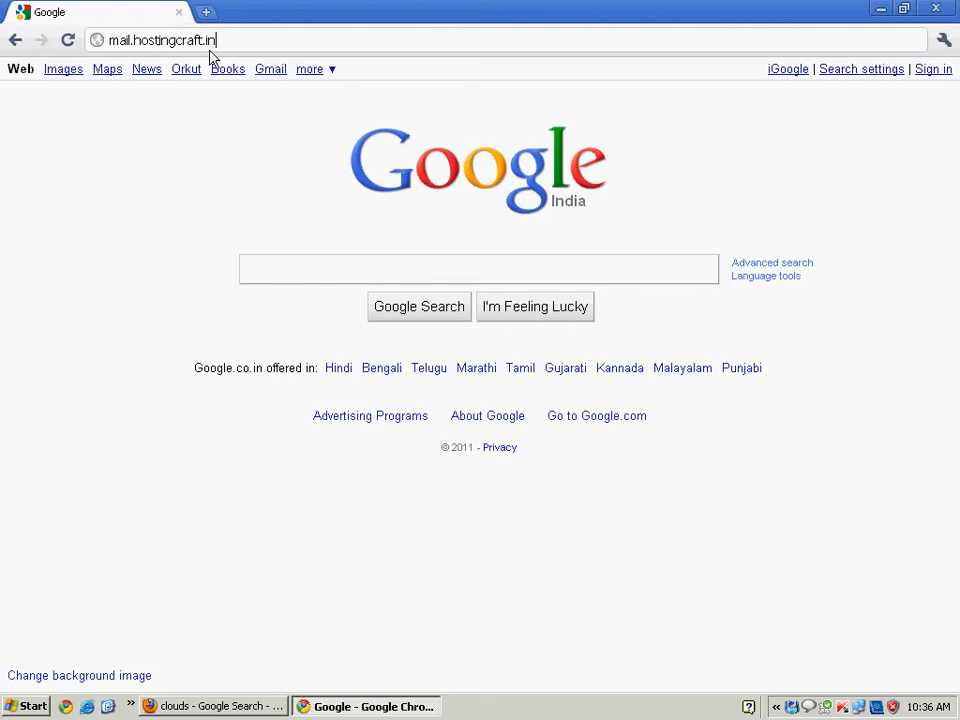 Google
mail.hostingcraft.in
Web Images Maps News Orkut Books Gmail more ▼ iGoogle | Search settings | Sign in
Google
India
Advanced search
Language tools
Google Search I'm Feeling Lucky
Google.co.in offered in: Hindi Bengali Telugu Marathi Tamil Gujarati Kannada Malayalam Punjabi
Advertising Programs About Google Go to Google.com
© 2011 - Privacy
Change background image
Start » clouds - Google Search - ... Google - Google Chro... ? « 10:36 AM